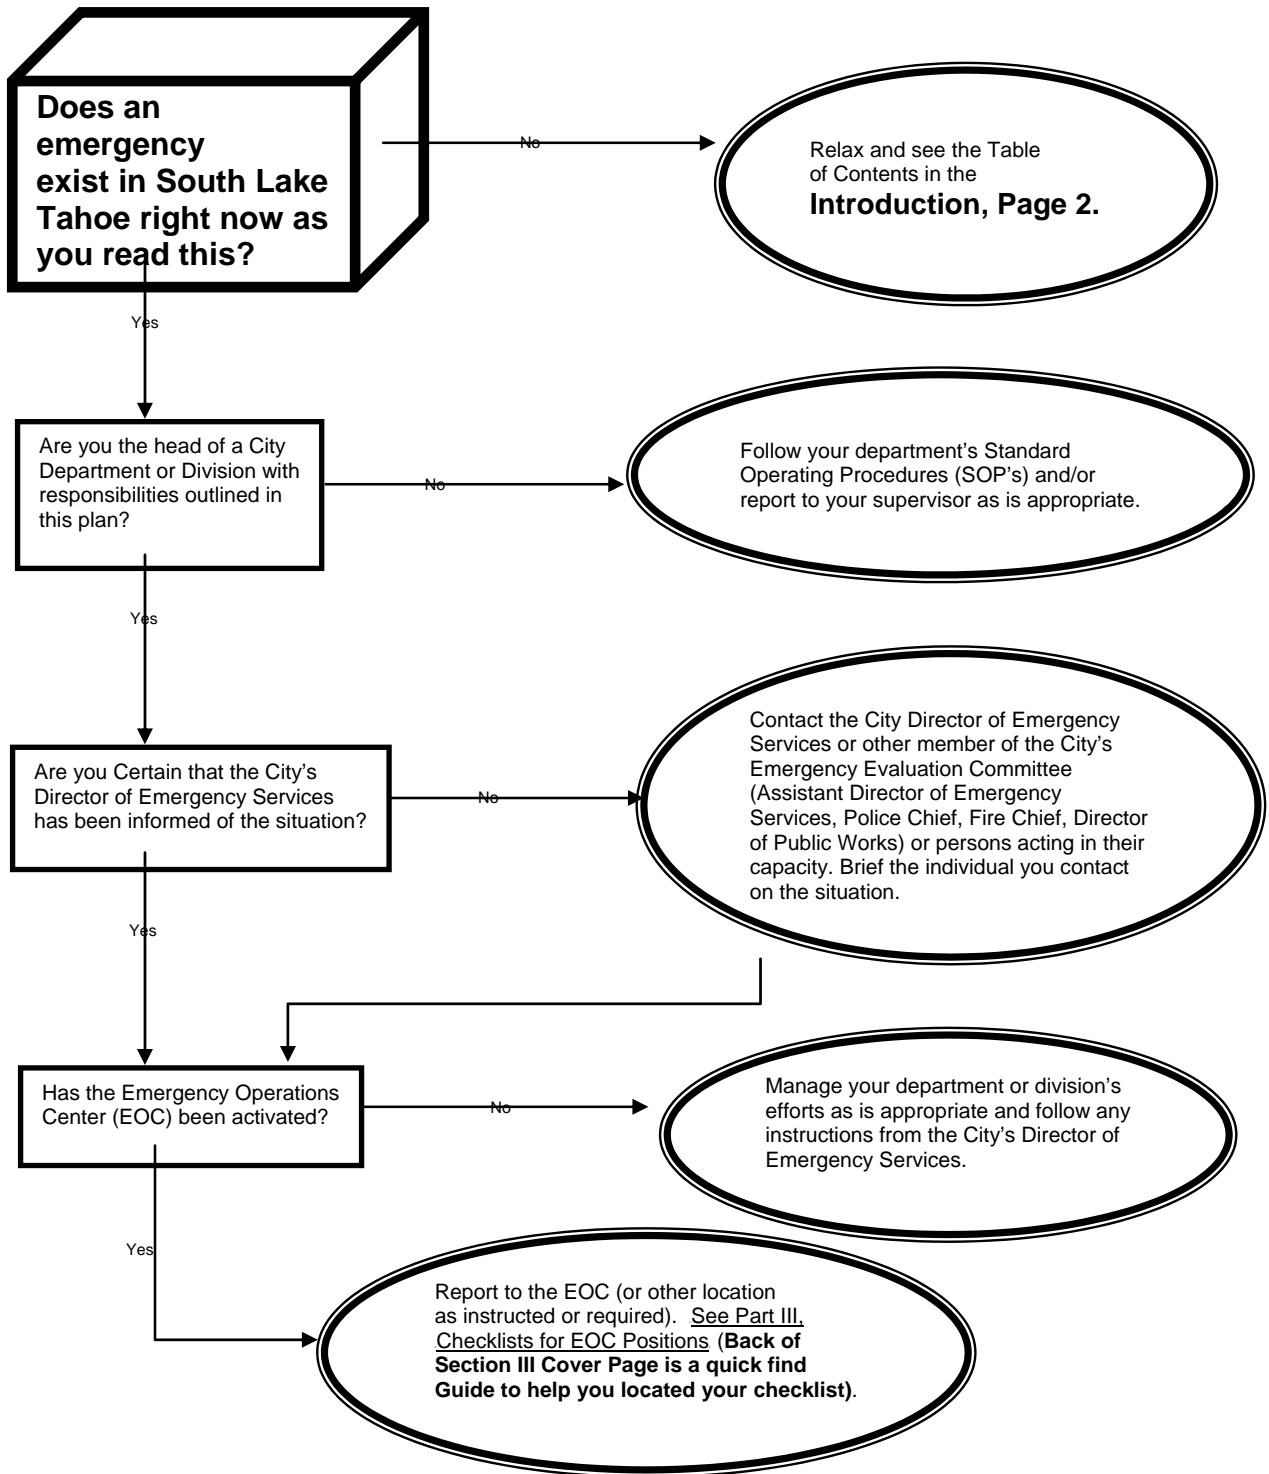 Does an
emergency
exist in South Lake
Tahoe right now as
you read this?
No
Relax and see the Table
of Contents in the
Introduction, Page 2.
Yes
Are you the head of a City
Department or Division with
responsibilities outlined in
this plan?
No
Follow your department’s Standard
Operating Procedures (SOP’s) and/or
report to your supervisor as is appropriate.
Yes
Are you Certain that the City’s
Director of Emergency Services
has been informed of the situation?
No
Contact the City Director of Emergency
Services or other member of the City’s
Emergency Evaluation Committee
(Assistant Director of Emergency
Services, Police Chief, Fire Chief, Director
of Public Works) or persons acting in their
capacity. Brief the individual you contact
on the situation.
Yes
Has the Emergency Operations
Center (EOC) been activated?
No
Manage your department or division’s
efforts as is appropriate and follow any
instructions from the City’s Director of
Emergency Services.
Yes
Report to the EOC (or other location
as instructed or required). See Part III,
Checklists for EOC Positions (Back of
Section III Cover Page is a quick find
Guide to help you located your checklist).